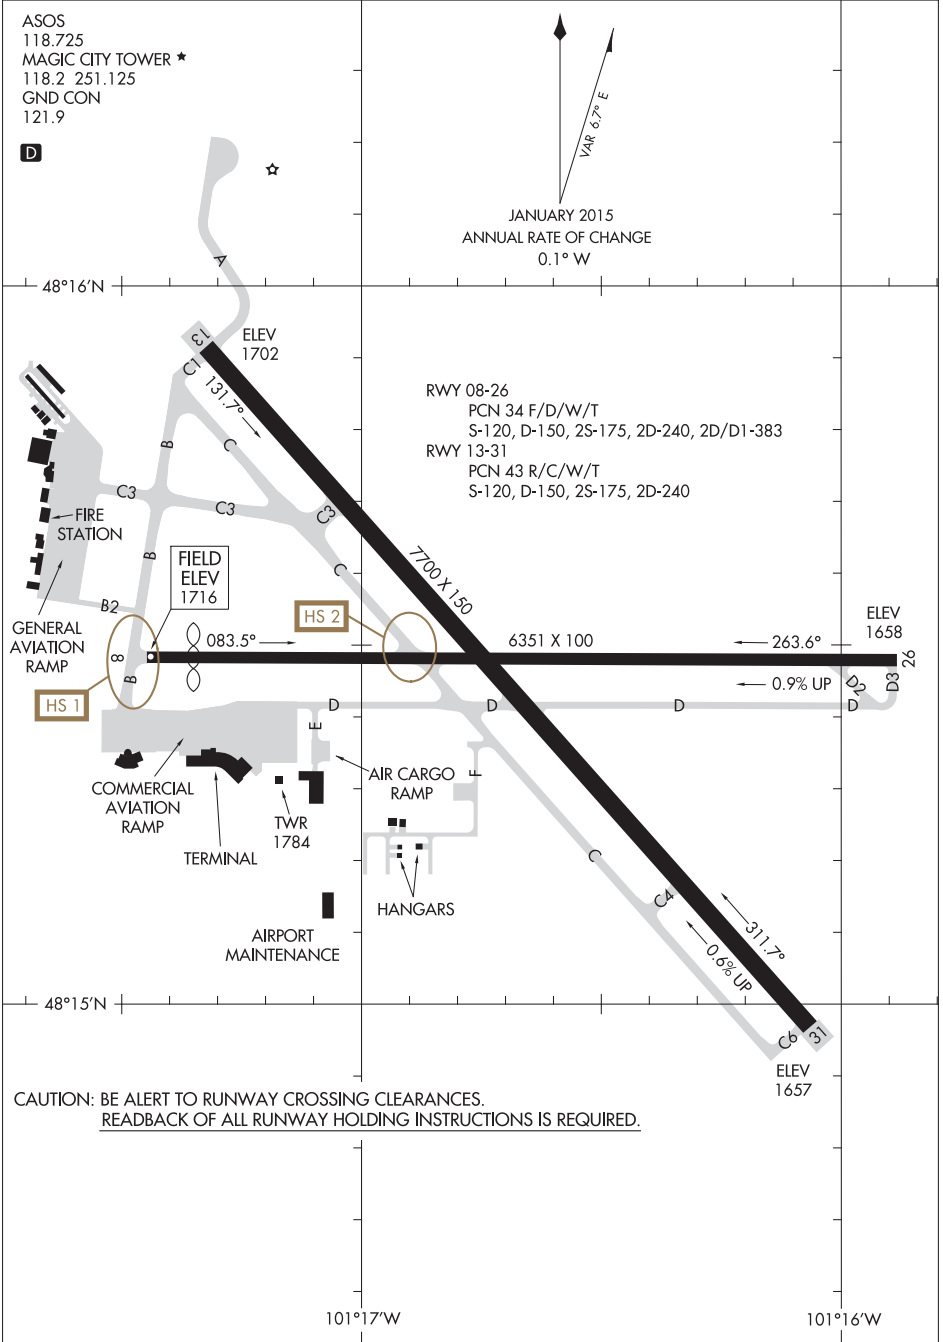 ASOS
118.725
MAGIC CITY TOWER ★
118.2 251.125
GND CON
121.9
D
VAR 6.7° E
JANUARY 2015
ANNUAL RATE OF CHANGE
0.1° W
A
48°16'N
13
ELEV
1702
C1
131.7°
RWY 08-26
PCN 34 F/D/W/T
S-120, D-150, 2S-175, 2D-240, 2D/D1-383
RWY 13-31
PCN 43 R/C/W/T
S-120, D-150, 2S-175, 2D-240
B
C
C3
C3
C3
FIRE
STATION
B
FIELD
ELEV
1716
C
7700 X 150
B2
HS 2
GENERAL
AVIATION
RAMP
8
083.5°
6351 X 100
263.6°
ELEV
1658
26
B
HS 1
0.9% UP
D2
D3
D
D
D
D
E
F
COMMERCIAL
AVIATION
RAMP
TERMINAL
TWR
1784
AIR CARGO
RAMP
HANGARS
C
C4
AIRPORT
MAINTENANCE
311.7°
0.6% UP
48°15'N
C6
31
ELEV
1657
CAUTION: BE ALERT TO RUNWAY CROSSING CLEARANCES.
READBACK OF ALL RUNWAY HOLDING INSTRUCTIONS IS REQUIRED.
101°17'W
101°16'W